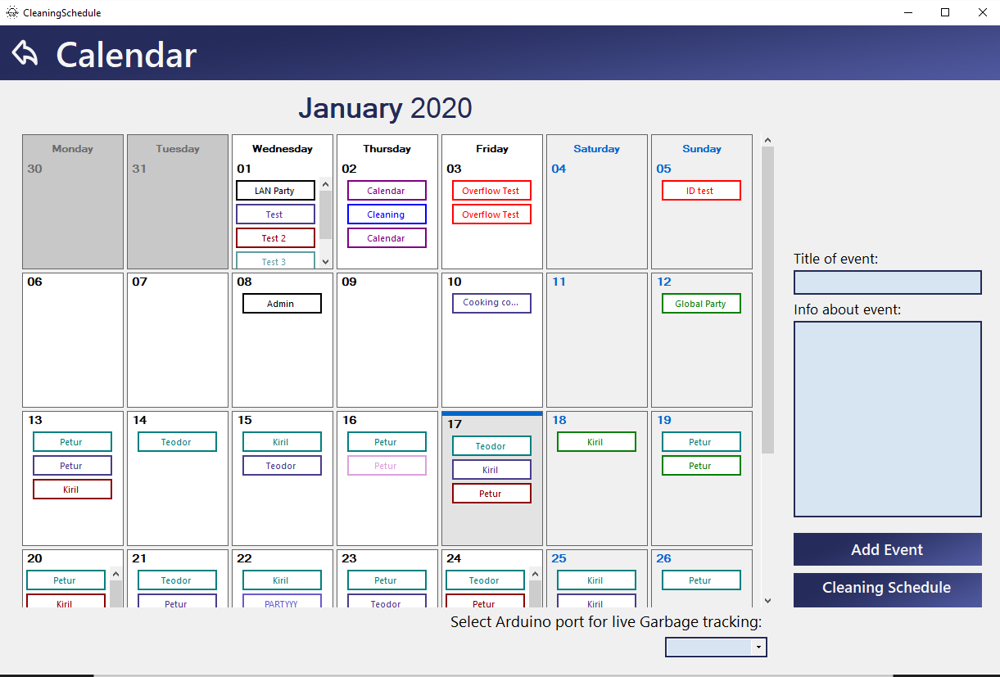 CleaningSchedule
Calendar
January 2020
Monday Tuesday Wednesday Thursday Friday Saturday Sunday
30 31 01 02 03 04 05
LAN Party Calendar Overflow Test ID test
Test Cleaning Overflow Test
Test 2 Calendar
Test 3
Title of event:
06 07 08 09 10 11 12
Admin Cooking co... Global Party
Info about event:
13 14 15 16 17 18 19
Petur Teodor Kiril Petur Teodor Kiril Petur
Petur Teodor Petur Kiril Petur
Kiril Petur
Add Event
20 21 22 23 24 25 26
Petur Teodor Kiril Petur Teodor Kiril Petur
Cleaning Schedule
Kiril Petur PARTYYY Teodor Petur Kiril
Select Arduino port for live Garbage tracking: